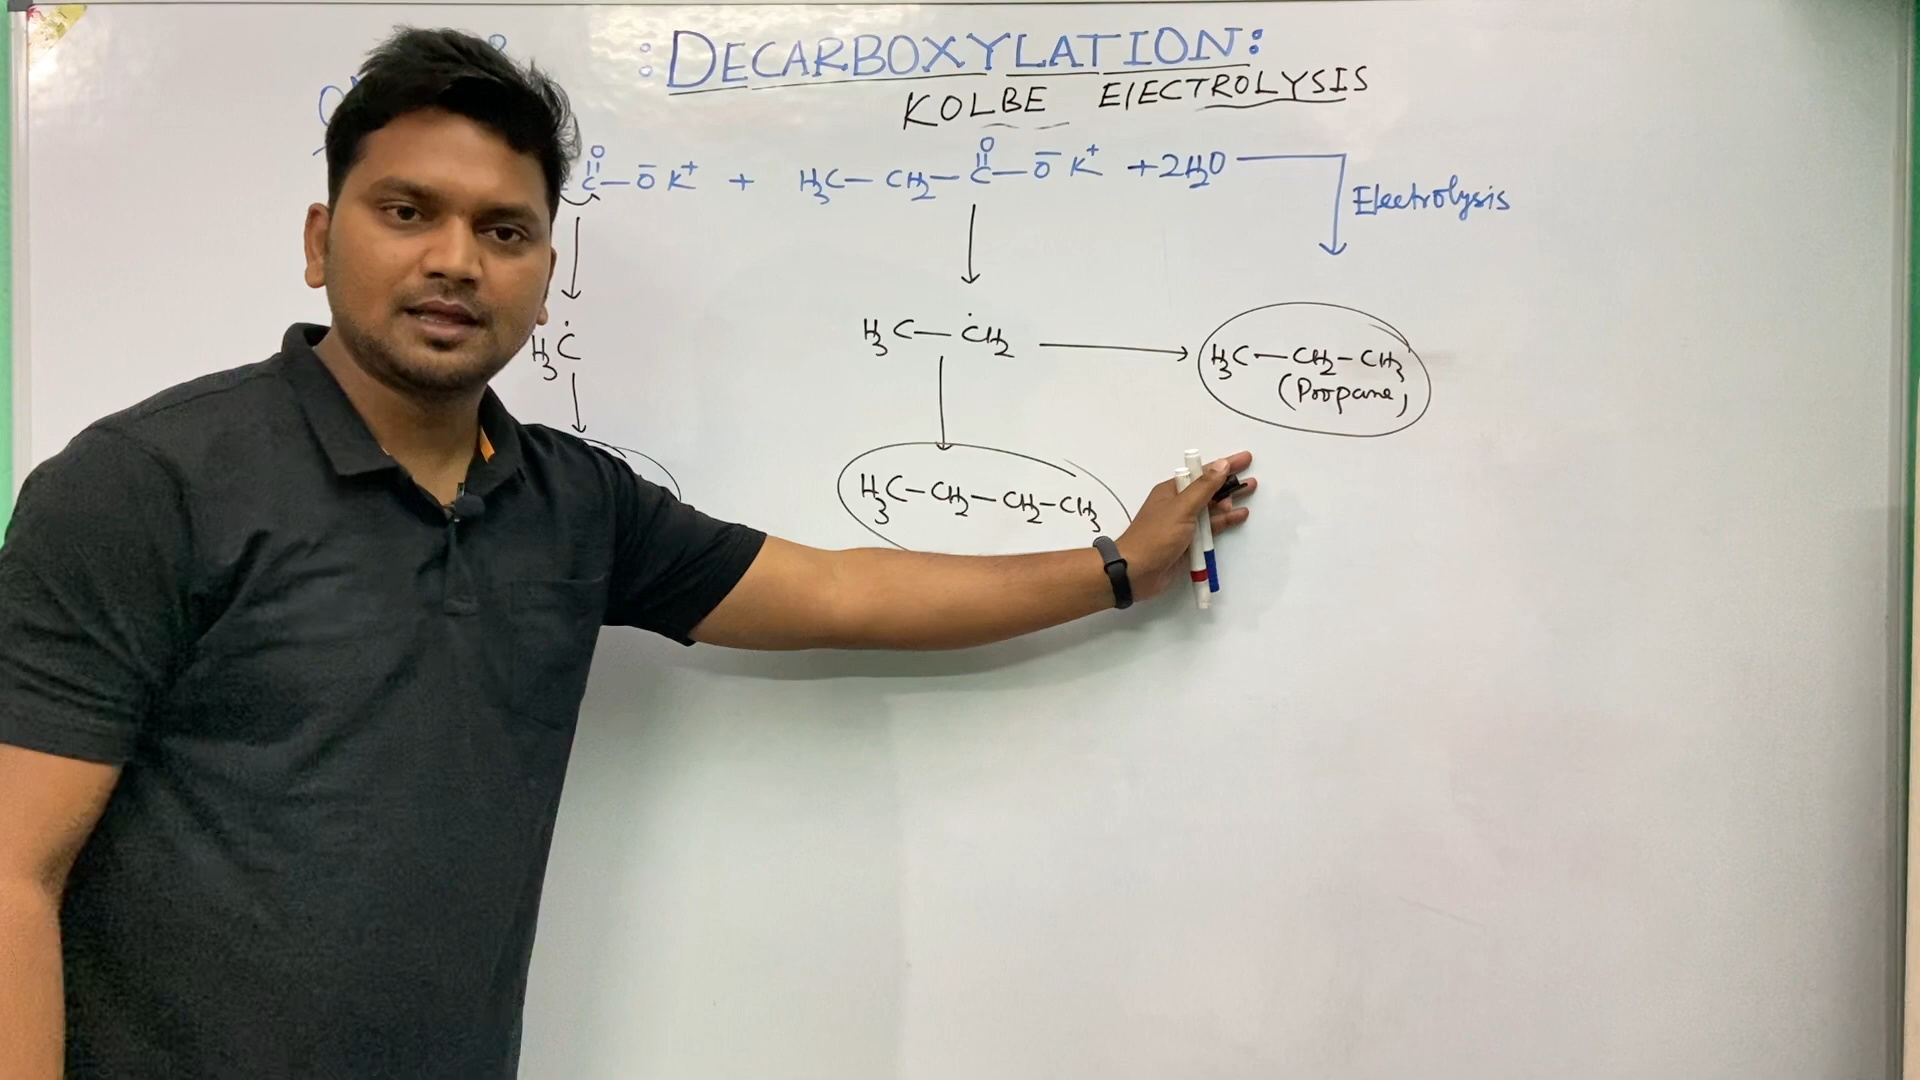 :DECARBOXYLATION:
KOLBE ElECTROLYSIS
O O
C—O⁻ K⁺ + H₃C—CH₂—C—O⁻ K⁺ +2H₂O
Electrolysis
H₃Ċ H₃C—ĊH₂ H₃C—CH₂—CH₃
(Propane)
H₃C—CH₂—CH₂—CH₃